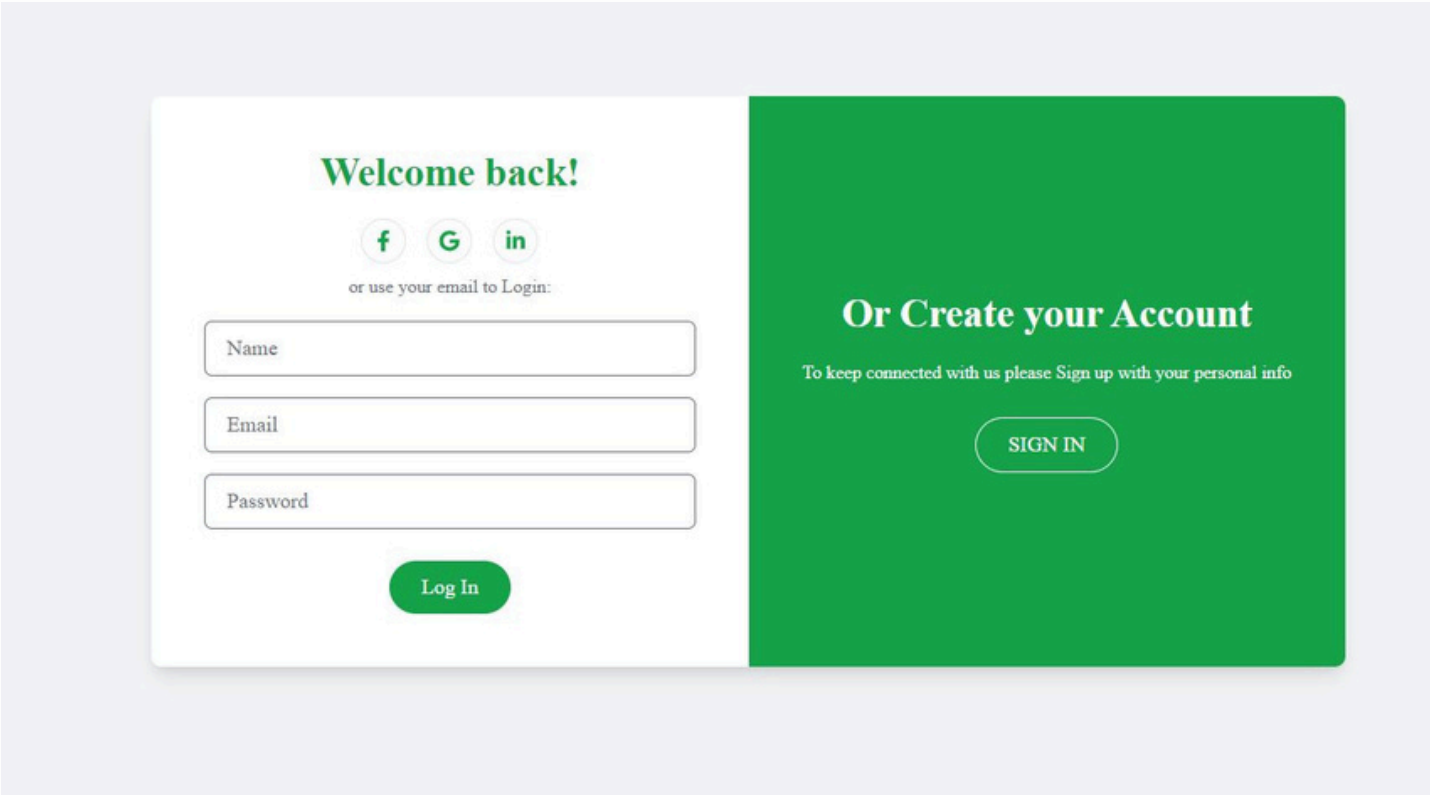 Welcome back!
f G in
or use your email to Login:
Name
Email
Password
Log In
Or Create your Account
To keep connected with us please Sign up with your personal info
SIGN IN